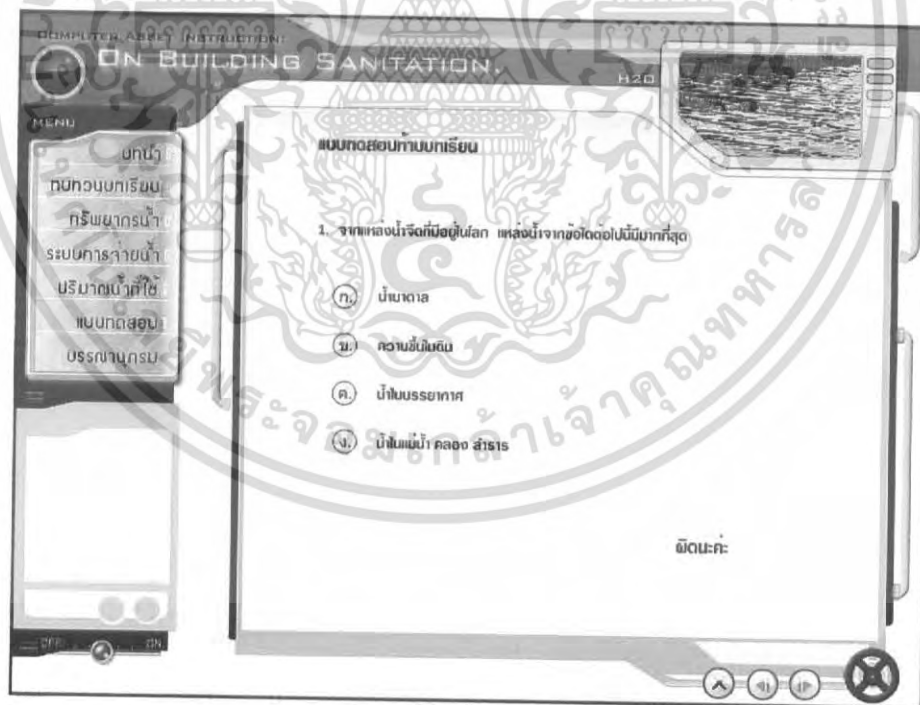 COMPUTER ASSET INSTRUCTION:
ON BUILDING SANITATION.
H2O
MENU
บทนำ
ทบทวนบทเรียน
ทรัพยากรน้ำ
ระบบการจ่ายน้ำ
ปริมาณน้ำที่ใช้
แบบทดสอบ
บรรณานุกรม
แบบทดสอบท้ายบทเรียน
1. จากแหล่งน้ำจืดที่มีอยู่ในโลก แหล่งน้ำจากข้อใดต่อไปนี้มีมากที่สุด
ก. น้ำบาดาล
ข. ความชื้นในดิน
ค. น้ำในบรรยากาศ
ง. น้ำในแม่น้ำ คลอง ลำธาร
ผิดนะค่ะ
OFF ON